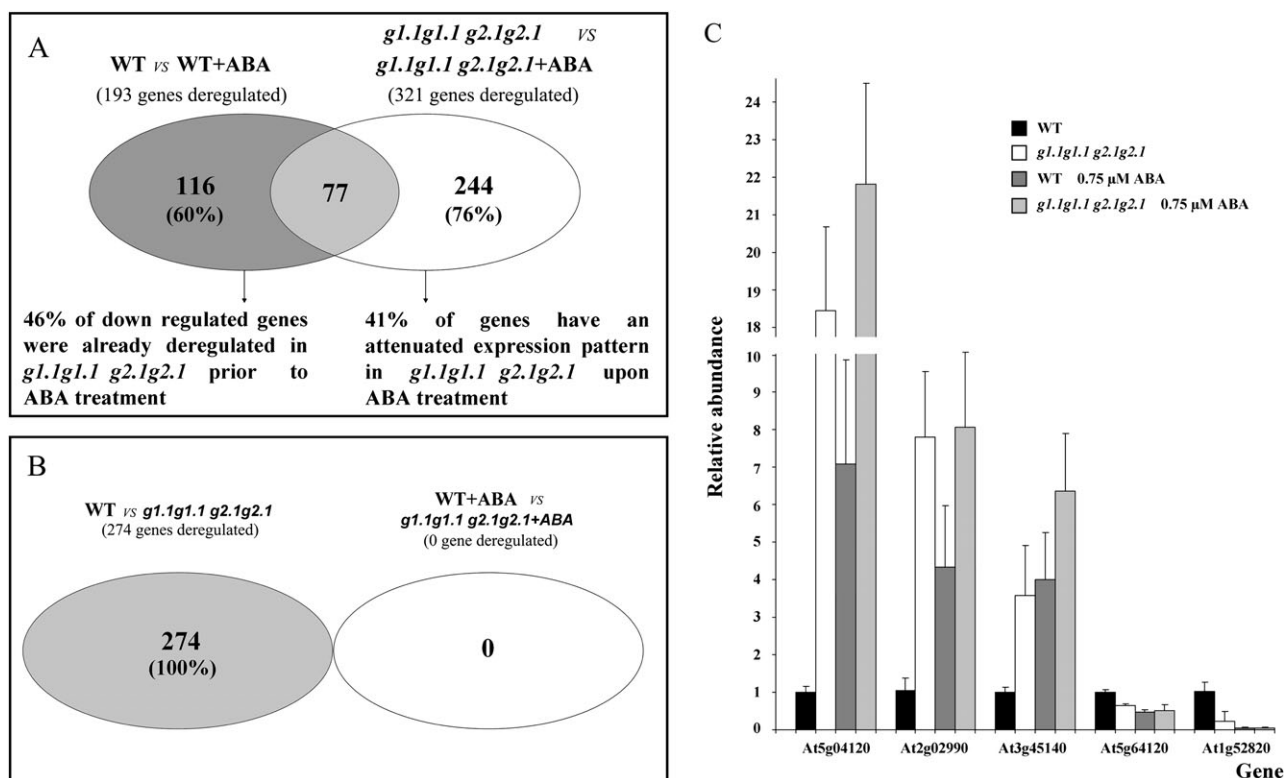 A
WT vs WT+ABA
(193 genes deregulated)
g1.1g1.1 g2.1g2.1 vs
g1.1g1.1 g2.1g2.1+ABA
(321 genes deregulated)
116
(60%)
77
244
(76%)
46% of down regulated genes
were already deregulated in
g1.1g1.1 g2.1g2.1 prior to
ABA treatment
41% of genes have an
attenuated expression pattern
in g1.1g1.1 g2.1g2.1 upon
ABA treatment
B
WT vs g1.1g1.1 g2.1g2.1
(274 genes deregulated)
WT+ABA vs
g1.1g1.1 g2.1g2.1+ABA
(0 gene deregulated)
274
(100%)
0
C
Relative abundance
24
23
22
21
20
19
18
10
9
8
7
6
5
4
3
2
1
0
WT
g1.1g1.1 g2.1g2.1
WT 0.75 µM ABA
g1.1g1.1 g2.1g2.1 0.75 µM ABA
At5g04120 At2g02990 At3g45140 At5g64120 At1g52820
Gene